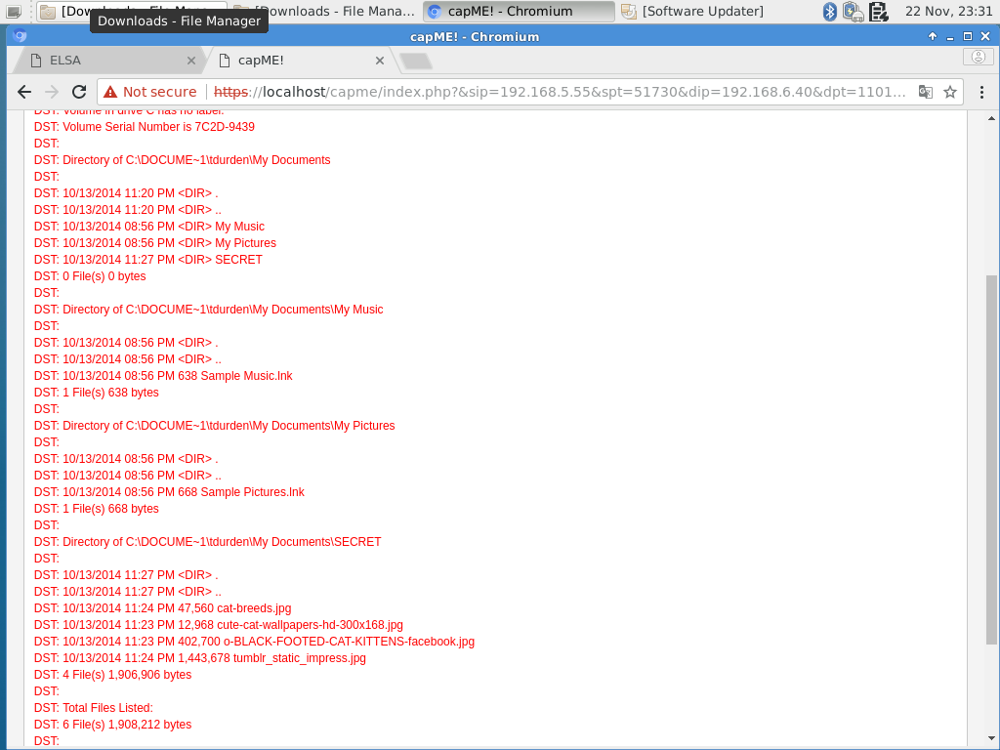 [Downloads - File Mana...
[Downloads - File Mana...
capME! - Chromium
[Software Updater]
22 Nov, 23:31
Downloads - File Manager
capME! - Chromium
ELSA
capME!
Not secure
https://localhost/capme/index.php?&sip=192.168.5.55&spt=51730&dip=192.168.6.40&dpt=1101...
DST: Volume in drive C has no label.
DST: Volume Serial Number is 7C2D-9439
DST:
DST: Directory of C:\DOCUME~1\tdurden\My Documents
DST:
DST: 10/13/2014 11:20 PM <DIR> .
DST: 10/13/2014 11:20 PM <DIR> ..
DST: 10/13/2014 08:56 PM <DIR> My Music
DST: 10/13/2014 08:56 PM <DIR> My Pictures
DST: 10/13/2014 11:27 PM <DIR> SECRET
DST: 0 File(s) 0 bytes
DST:
DST: Directory of C:\DOCUME~1\tdurden\My Documents\My Music
DST:
DST: 10/13/2014 08:56 PM <DIR> .
DST: 10/13/2014 08:56 PM <DIR> ..
DST: 10/13/2014 08:56 PM 638 Sample Music.lnk
DST: 1 File(s) 638 bytes
DST:
DST: Directory of C:\DOCUME~1\tdurden\My Documents\My Pictures
DST:
DST: 10/13/2014 08:56 PM <DIR> .
DST: 10/13/2014 08:56 PM <DIR> ..
DST: 10/13/2014 08:56 PM 668 Sample Pictures.lnk
DST: 1 File(s) 668 bytes
DST:
DST: Directory of C:\DOCUME~1\tdurden\My Documents\SECRET
DST:
DST: 10/13/2014 11:27 PM <DIR> .
DST: 10/13/2014 11:27 PM <DIR> ..
DST: 10/13/2014 11:24 PM 47,560 cat-breeds.jpg
DST: 10/13/2014 11:23 PM 12,968 cute-cat-wallpapers-hd-300x168.jpg
DST: 10/13/2014 11:23 PM 402,700 o-BLACK-FOOTED-CAT-KITTENS-facebook.jpg
DST: 10/13/2014 11:24 PM 1,443,678 tumblr_static_impress.jpg
DST: 4 File(s) 1,906,906 bytes
DST:
DST: Total Files Listed:
DST: 6 File(s) 1,908,212 bytes
DST: